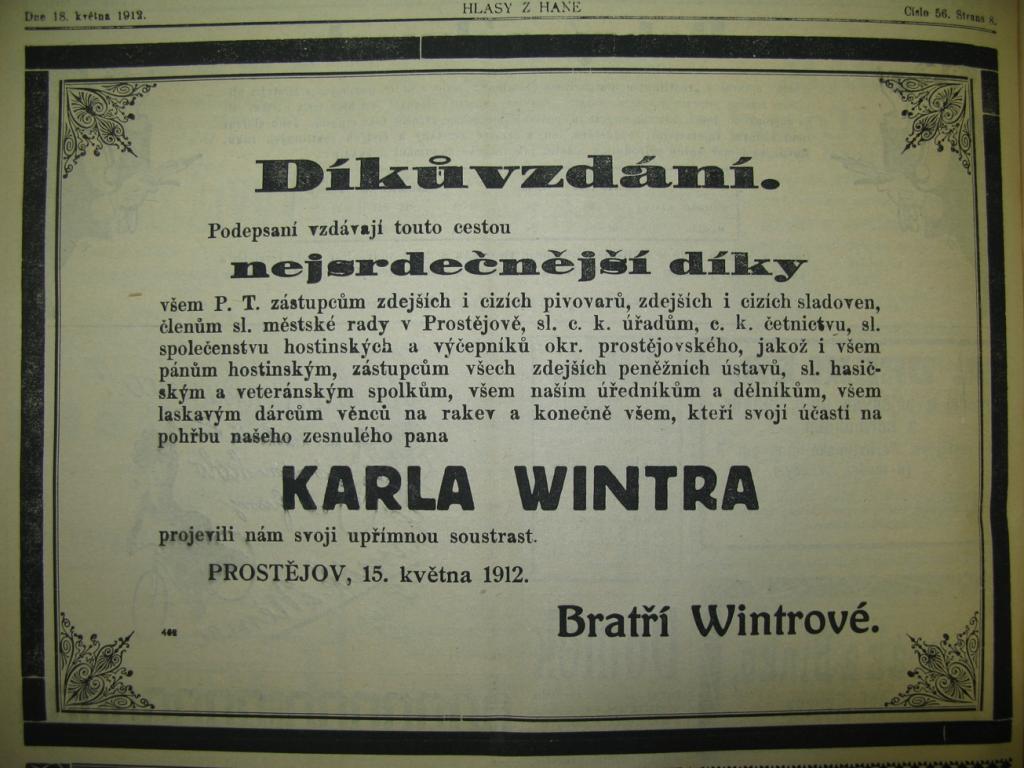 Dne 18. května 1912.
HLASY Z HANÉ
Číslo 56. Strana 8.
Díkůvzdání.
Podepsaní vzdávají touto cestou
nejsrdečnější díky
všem P. T. zástupcům zdejších i cizích pivovarů, zdejších i cizích sladoven,
členům sl. městské rady v Prostějově, sl. c. k. úřadům, c. k. četnictvu, sl.
společenstvu hostinských a výčepníků okr. prostějovského, jakož i všem
pánům hostinským, zástupcům všech zdejších peněžních ústavů, sl. hasič-
ským a veteránským spolkům, všem naším úředníkům a dělníkům, všem
laskavým dárcům věnců na rakev a konečně všem, kteří svojí účastí na
pohřbu našeho zesnulého pana
KARLA WINTRA
projevili nám svoji upřímnou soustrast.
PROSTĚJOV, 15. května 1912.
Bratří Wintrové.